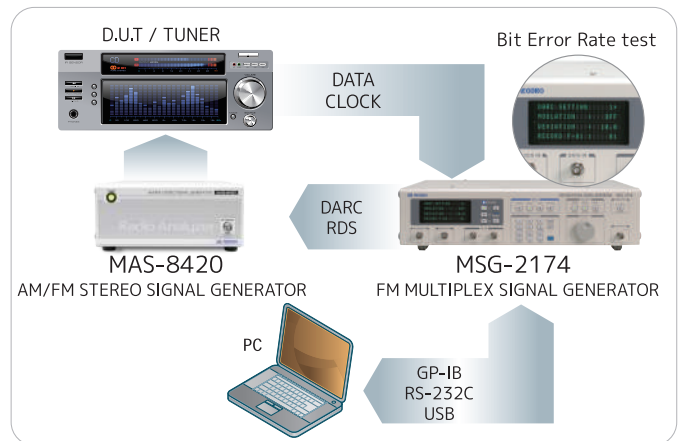 D.U.T / TUNER
Bit Error Rate test
DATA
CLOCK
DARC
RDS
MAS-8420
AM/FM STEREO SIGNAL GENERATOR
MSG-2174
FM MULTIPLEX SIGNAL GENERATOR
PC
GP-IB
RS-232C
USB